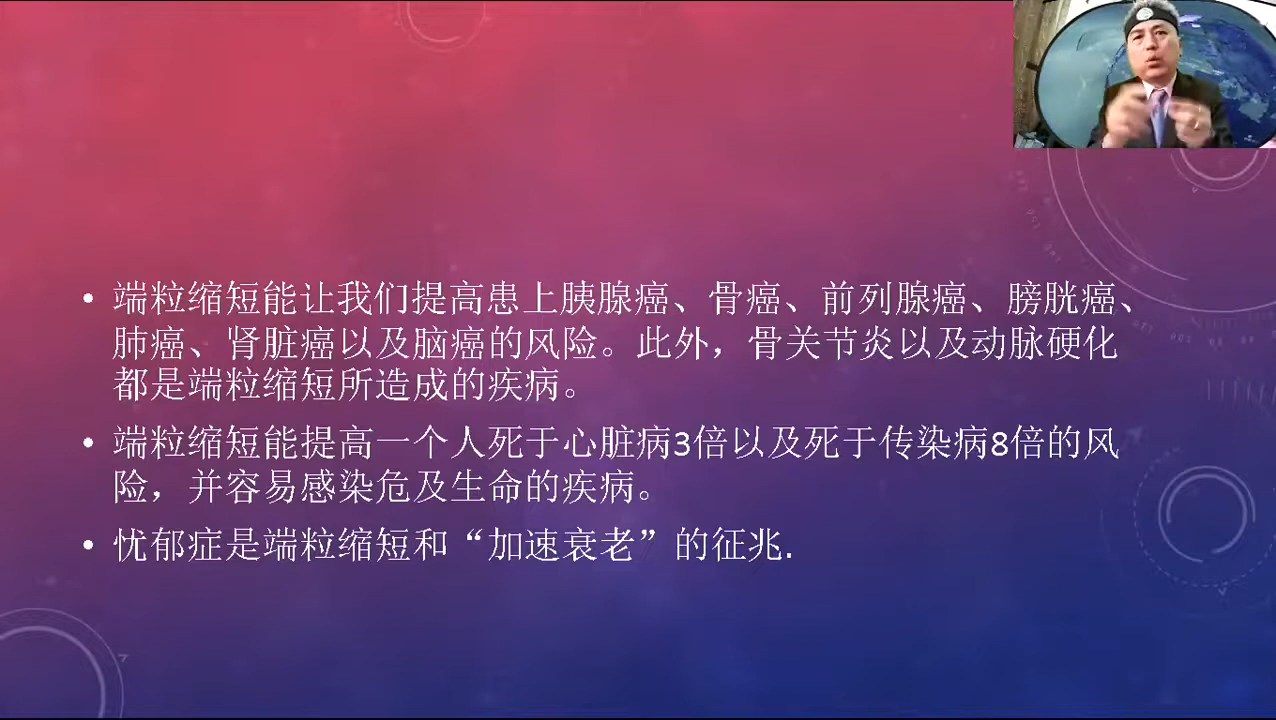 • 端粒缩短能让我们提高患上胰腺癌、骨癌、前列腺癌、膀胱癌、
肺癌、肾脏癌以及脑癌的风险。此外，骨关节炎以及动脉硬化
都是端粒缩短所造成的疾病。
• 端粒缩短能提高一个人死于心脏病3倍以及死于传染病8倍的风
险，并容易感染危及生命的疾病。
• 忧郁症是端粒缩短和“加速衰老”的征兆.